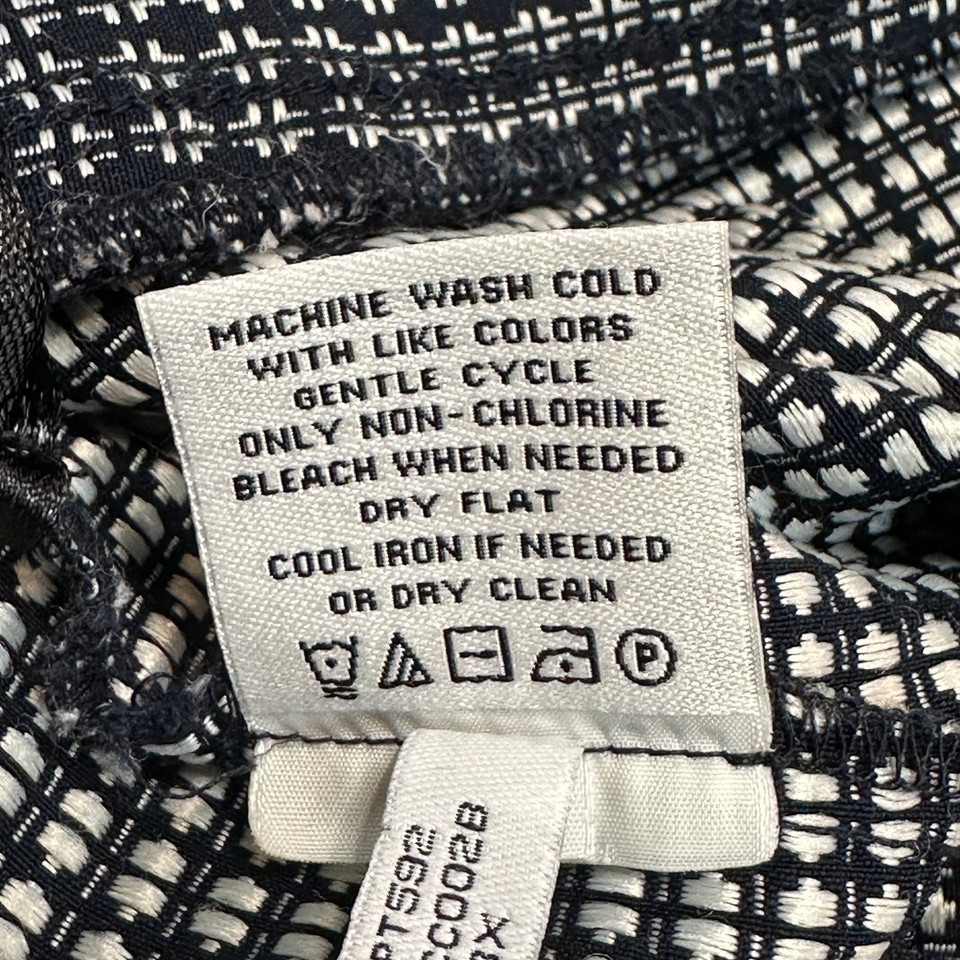 MACHINE WASH COLD
WITH LIKE COLORS
GENTLE CYCLE
ONLY NON-CHLORINE
BLEACH WHEN NEEDED
DRY FLAT
COOL IRON IF NEEDED
OR DRY CLEAN
P